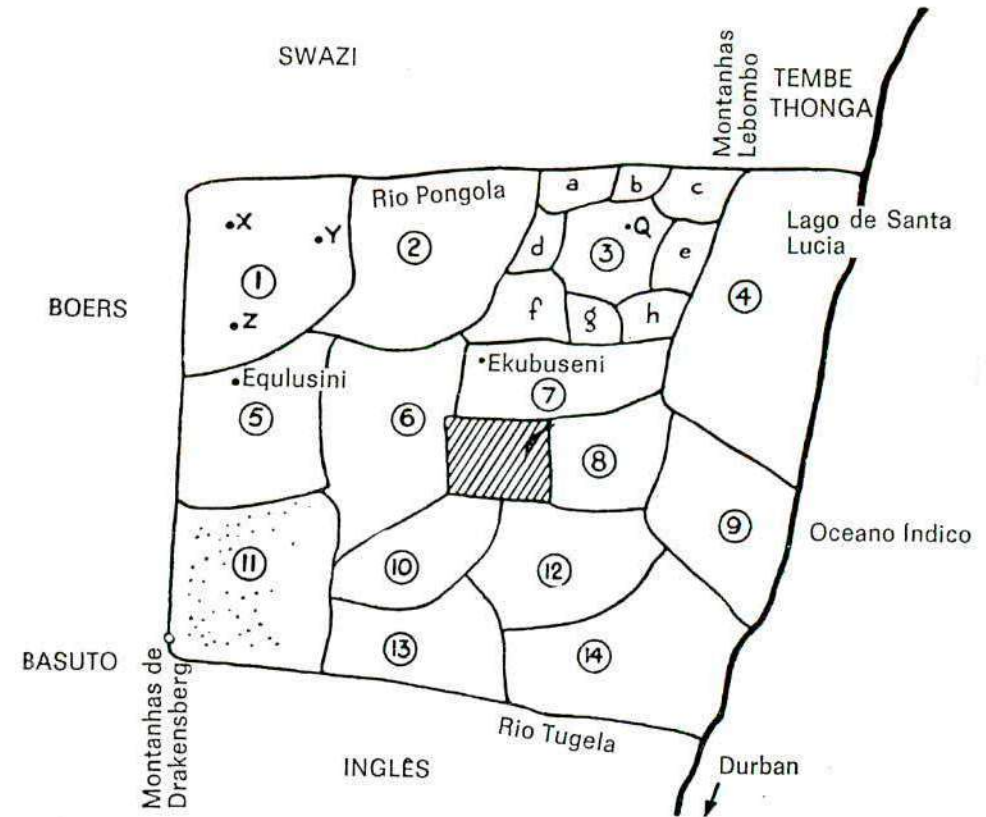 SWAZI
Montanhas
Lebombo
TEMBE
THONGA
a
b
c
Rio Pongola
X
Y
Q
Lago de Santa
Lucia
2
d
3
e
1
4
BOERS
Z
f
g
h
Ekubuseni
Equlusini
7
5
6
8
9
Oceano Índico
11
10
12
BASUTO
13
14
Montanhas de
Drakensberg
Rio Tugela
INGLÊS
Durban